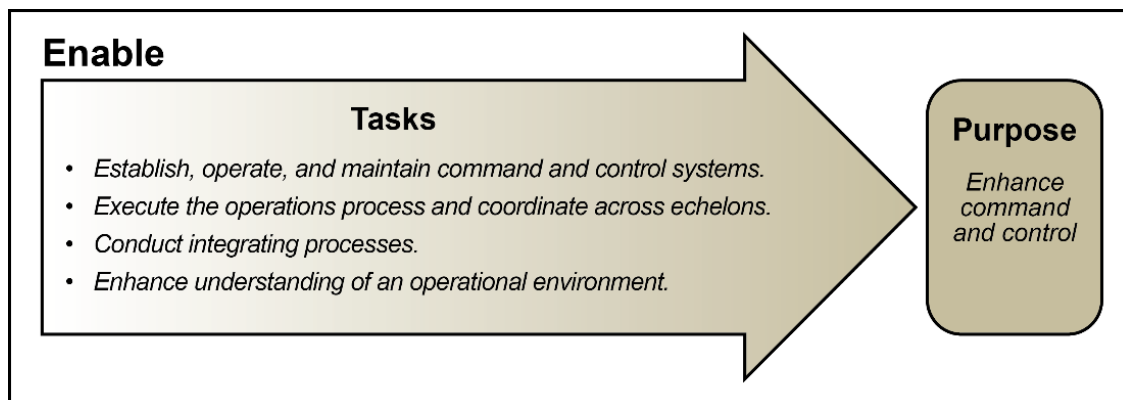 Enable
Tasks
• Establish, operate, and maintain command and control systems.
• Execute the operations process and coordinate across echelons.
• Conduct integrating processes.
• Enhance understanding of an operational environment.
Purpose
Enhance
command
and control